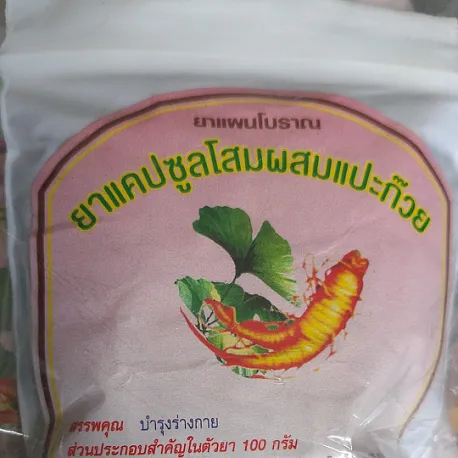 ยาแผนโบราณ
ยาแคปซูลโสมผสมแปะก๊วย
สรรพคุณ บำรุงร่างกาย
ส่วนประกอบสำคัญในตัวยา 100 กรัม